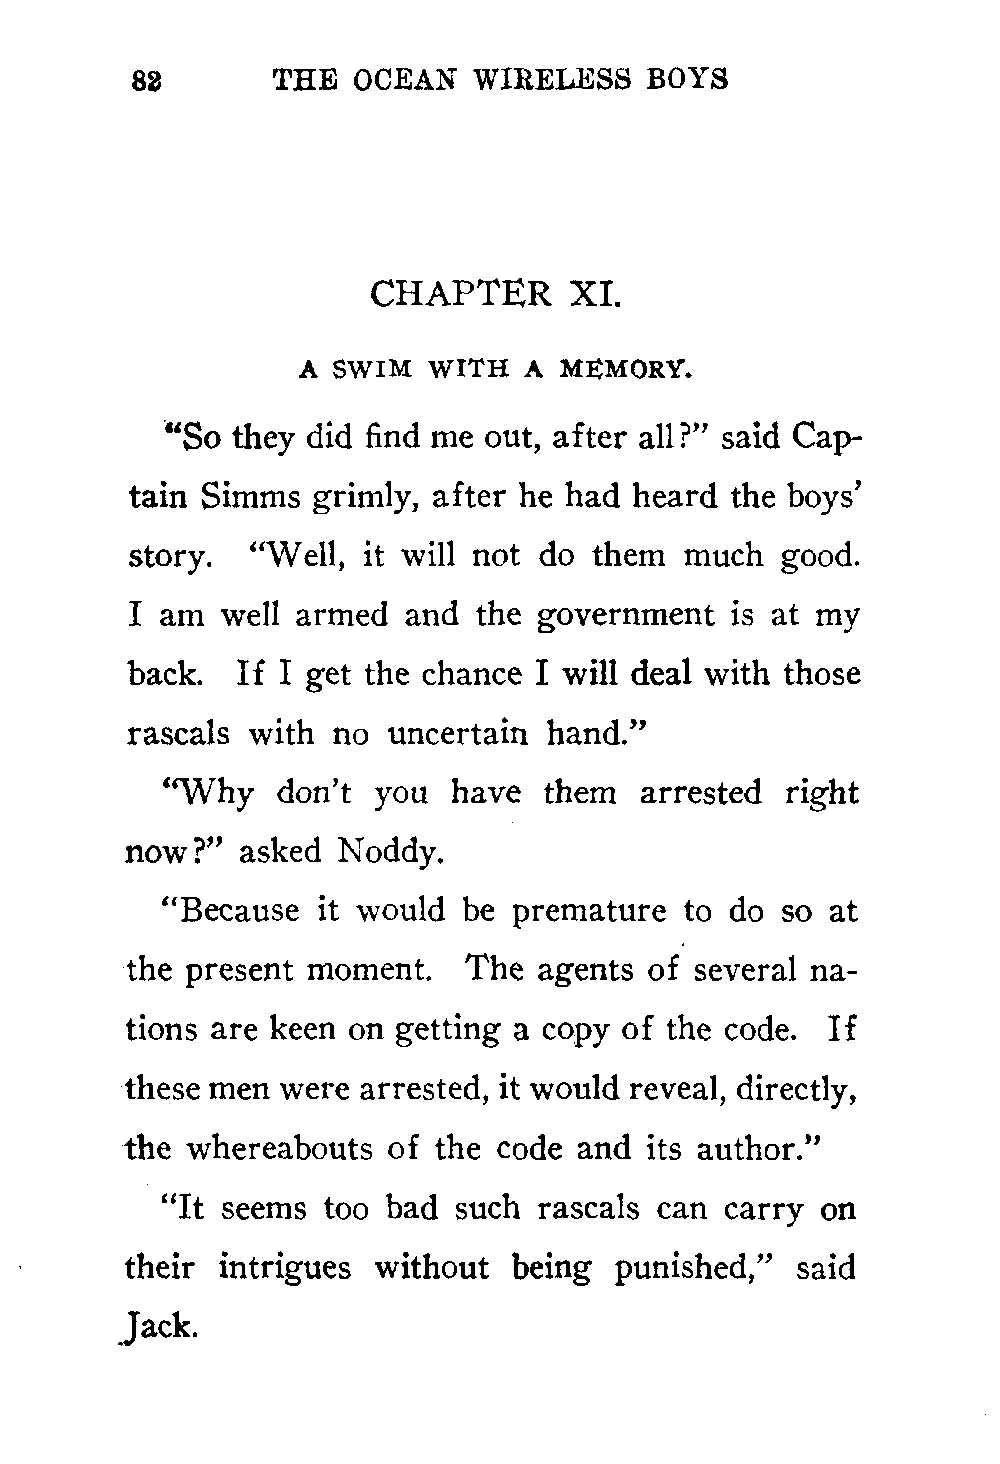 82 THE OCEAN WIRELESS BOYS
CHAPTER XI.
A SWIM WITH A MEMORY.
“So they did find me out, after all?” said Cap-
tain Simms grimly, after he had heard the boys’
story. “Well, it will not do them much good.
I am well armed and the government is at my
back. If I get the chance I will deal with those
rascals with no uncertain hand.”
“Why don’t you have them arrested right
now?” asked Noddy.
“Because it would be premature to do so at
the present moment. The agents of several na-
tions are keen on getting a copy of the code. If
these men were arrested, it would reveal, directly,
the whereabouts of the code and its author.”
“It seems too bad such rascals can carry on
their intrigues without being punished,” said
Jack.